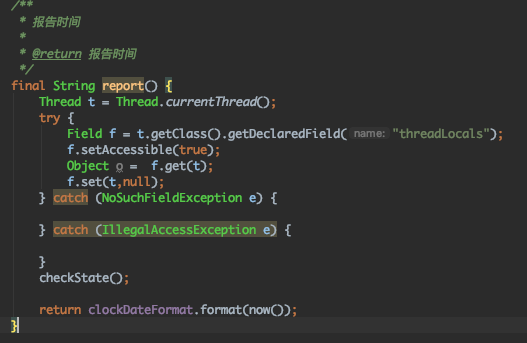 /**
* 报告时间
*
* @return 报告时间
*/
final String report() {
Thread t = Thread.currentThread();
try {
Field f = t.getClass().getDeclaredField( name: "threadLocals");
f.setAccessible(true);
Object o =  f.get(t);
f.set(t,null);
} catch (NoSuchFieldException e) {
} catch (IllegalAccessException e) {
}
checkState();
return clockDateFormat.format(now());
}